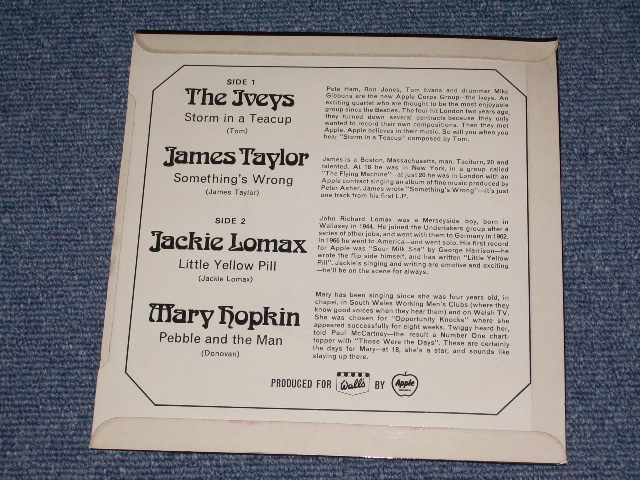 SIDE 1
The Iveys
Storm in a Teacup
(Tom)
Pete Ham, Ron Jones, Tom Evans and drummer Mike
Gibbons are the new Apple Corps Group—the Iveys. An
exciting quartet who are thought to be the most enjoyable
group since the Beatles. The four hit London two years ago,
they turned down several contracts because they only
wanted to record their own compositions. Then they met
Apple. Apple believes in their music. So will you when you
hear "Storm in a Teacup" composed by Tom.
James Taylor
Something's Wrong
(James Taylor)
James is a Boston, Massachusetts, man. Taciturn, 20 and
talented. At 18 he was in New York, in a group called
"The Flying Machine"—at just 20 he was in London with an
Apple contract singing an album of fine music produced by
Peter Asher. James wrote "Something's Wrong"—it's just
one track from his first L.P.
SIDE 2
Jackie Lomax
Little Yellow Pill
(Jackie Lomax)
John Richard Lomax was a Merseyside boy, born in
Wallasey in 1944. He joined the Undertakers group after a
series of other jobs, and went with them to Germany in 1962.
In 1966 he went to America—and went solo. His first record
for Apple was "Sour Milk Sea" by George Harrison—he
wrote the flip side himself, and has written "Little Yellow
Pill". Jackie's singing and writing are emotive and exciting
—he'll be on the scene for always.
Mary Hopkin
Pebble and the Man
(Donovan)
Mary has been singing since she was four years old, in
chapel, in South Wales Working Men's Clubs (where they
know good voices when they hear them) and on Welsh TV.
She was chosen for "Opportunity Knocks" where she
appeared successfully for eight weeks. Twiggy heard her,
told Paul McCartney—the result a Number One chart-
topper with "Those Were the Days". These are certainly
the days for Mary—at 18, she's a star, and sounds like
staying up there.
PRODUCED FOR Wall's BY Apple